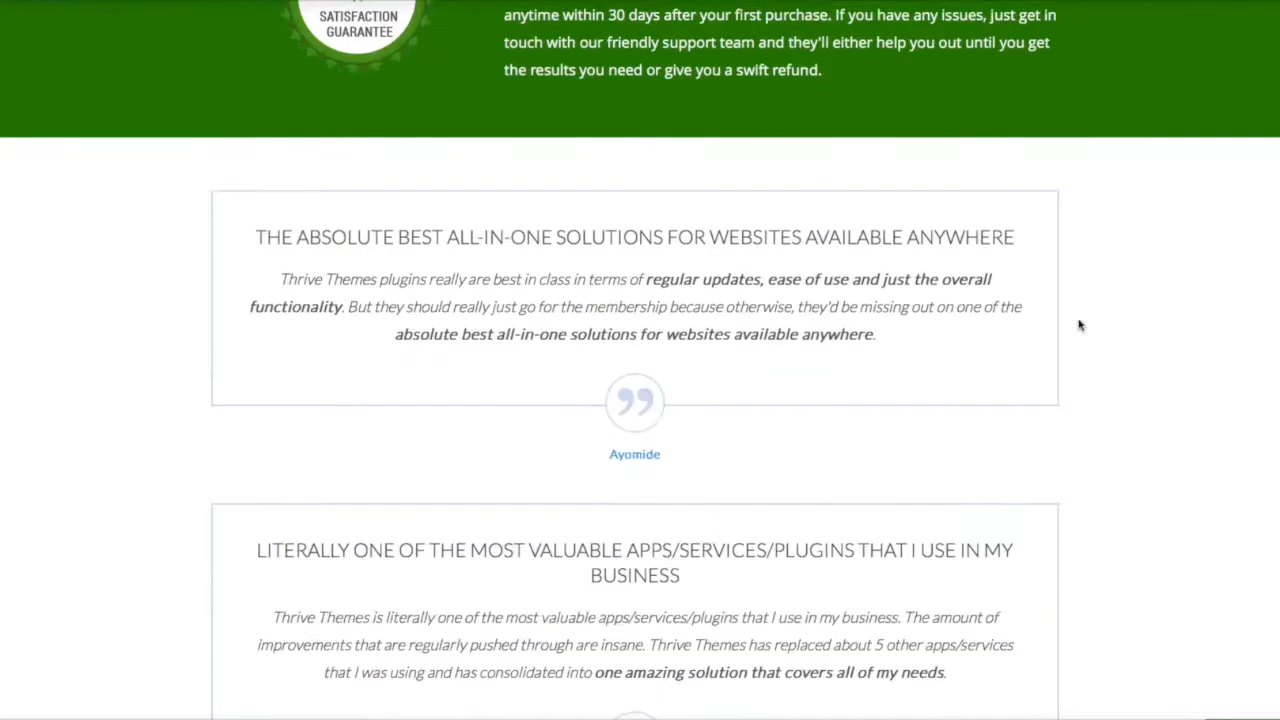 SATISFACTION
GUARANTEE
anytime within 30 days after your first purchase. If you have any issues, just get in
touch with our friendly support team and they'll either help you out until you get
the results you need or give you a swift refund.
THE ABSOLUTE BEST ALL-IN-ONE SOLUTIONS FOR WEBSITES AVAILABLE ANYWHERE
Thrive Themes plugins really are best in class in terms of regular updates, ease of use and just the overall
functionality. But they should really just go for the membership because otherwise, they'd be missing out on one of the
absolute best all-in-one solutions for websites available anywhere.
Ayomide
LITERALLY ONE OF THE MOST VALUABLE APPS/SERVICES/PLUGINS THAT I USE IN MY
BUSINESS
Thrive Themes is literally one of the most valuable apps/services/plugins that I use in my business. The amount of
improvements that are regularly pushed through are insane. Thrive Themes has replaced about 5 other apps/services
that I was using and has consolidated into one amazing solution that covers all of my needs.